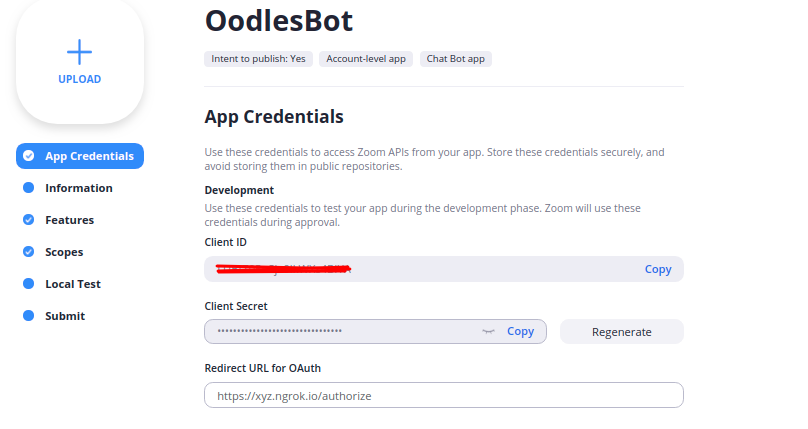 OodlesBot
UPLOAD
Intent to publish: Yes
Account-level app
Chat Bot app
App Credentials
Information
Features
Scopes
Local Test
Submit
App Credentials
Use these credentials to access Zoom APIs from your app. Store these credentials securely, and
avoid storing them in public repositories.
Development
Use these credentials to test your app during the development phase. Zoom will use these
credentials during approval.
Client ID
Copy
Client Secret
Copy
Regenerate
Redirect URL for OAuth
https://xyz.ngrok.io/authorize